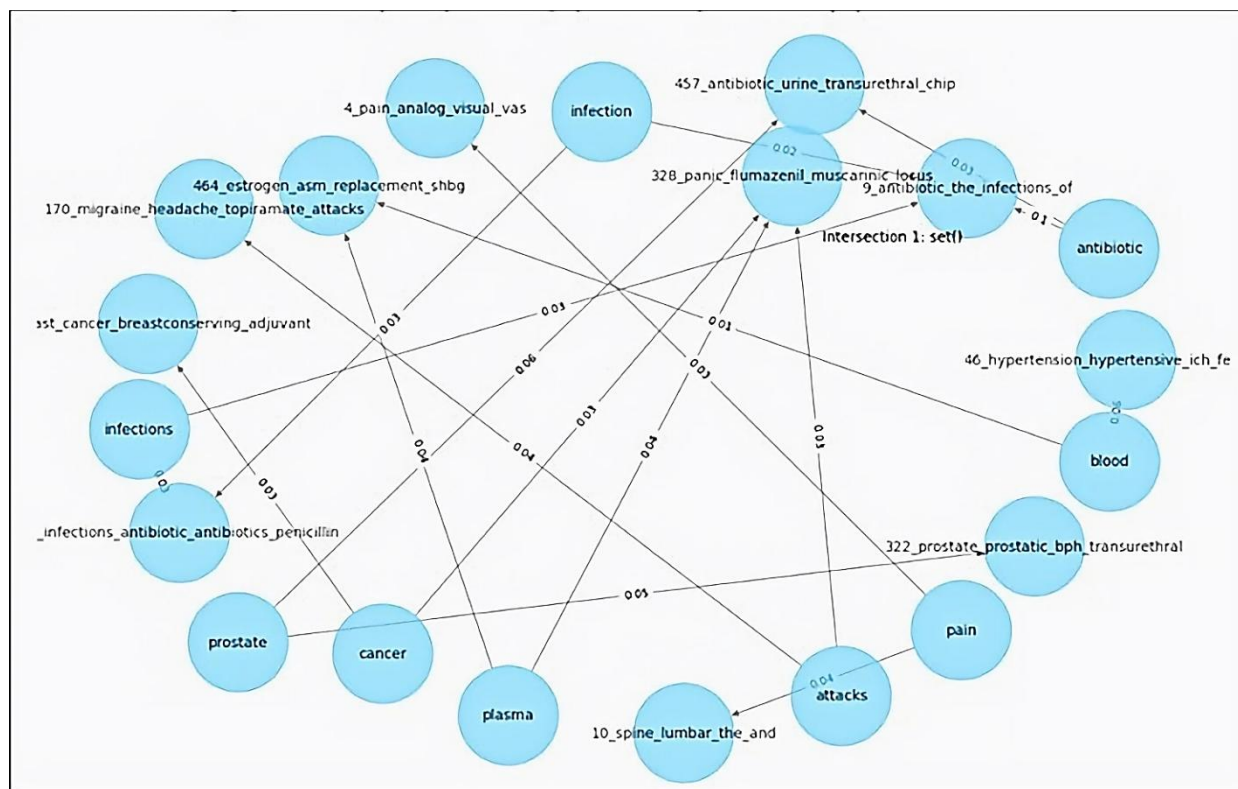 457_antibiotic_urine_transurethral_chip
4_pain_analog_visual_vas
infection
0.02
0.03
328_panic_flumazenil_muscarinic_locus
464_estrogen_asm_replacement_shbg
9_antibiotic_the_infections_of
170_migraine_headache_topiramate_attacks
0.1
Intersection 1: set()
antibiotic
0.03
0.03
0.01
ast_cancer_breastconserving_adjuvant
0.06
0.03
46_hypertension_hypertensive_ich_fe
0.03
infections
0.04
0.04
0.04
blood
0.03
0.03
_infections_antibiotic_antibiotics_penicillin
322_prostate_prostatic_bph_transurethral
0.05
prostate
cancer
pain
0.04
attacks
plasma
10_spine_lumbar_the_and